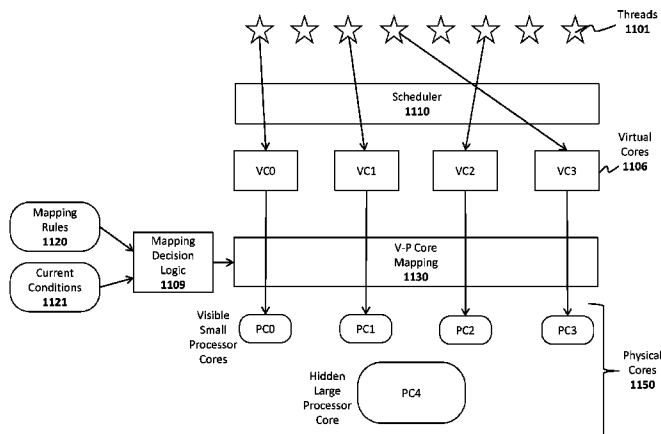 Threads
1101
Scheduler
1110
VC0
VC1
VC2
VC3
Virtual
Cores
1106
Mapping
Rules
1120
Current
Conditions
1121
Mapping
Decision
Logic
1109
V-P Core
Mapping
1130
Visible
Small
Processor
Cores
PC0
PC1
PC2
PC3
Hidden
Large
Processor
Core
PC4
Physical
Cores
1150